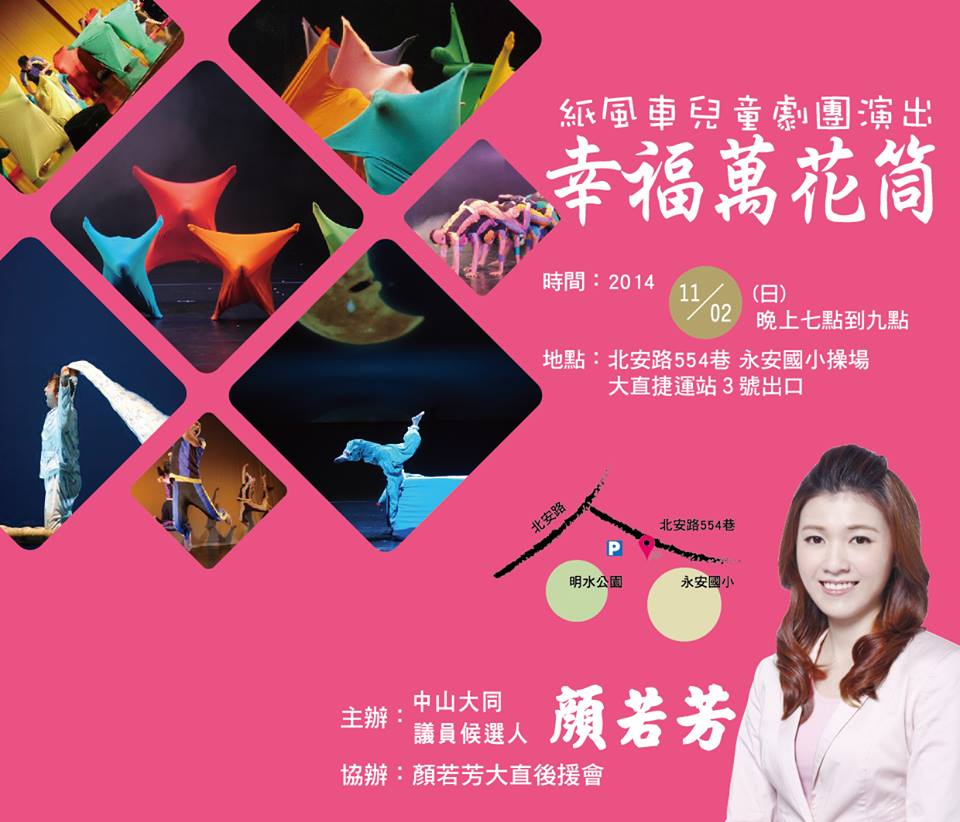 紙風車兒童劇團演出
幸福萬花筒
時間：2014 11/02 (日)
晚上七點到九點
地點：北安路554巷 永安國小操場
大直捷運站3號出口
北安路
北安路554巷
P
明水公園
永安國小
主辦：中山大同
議員候選人 顏若芳
協辦：顏若芳大直後援會